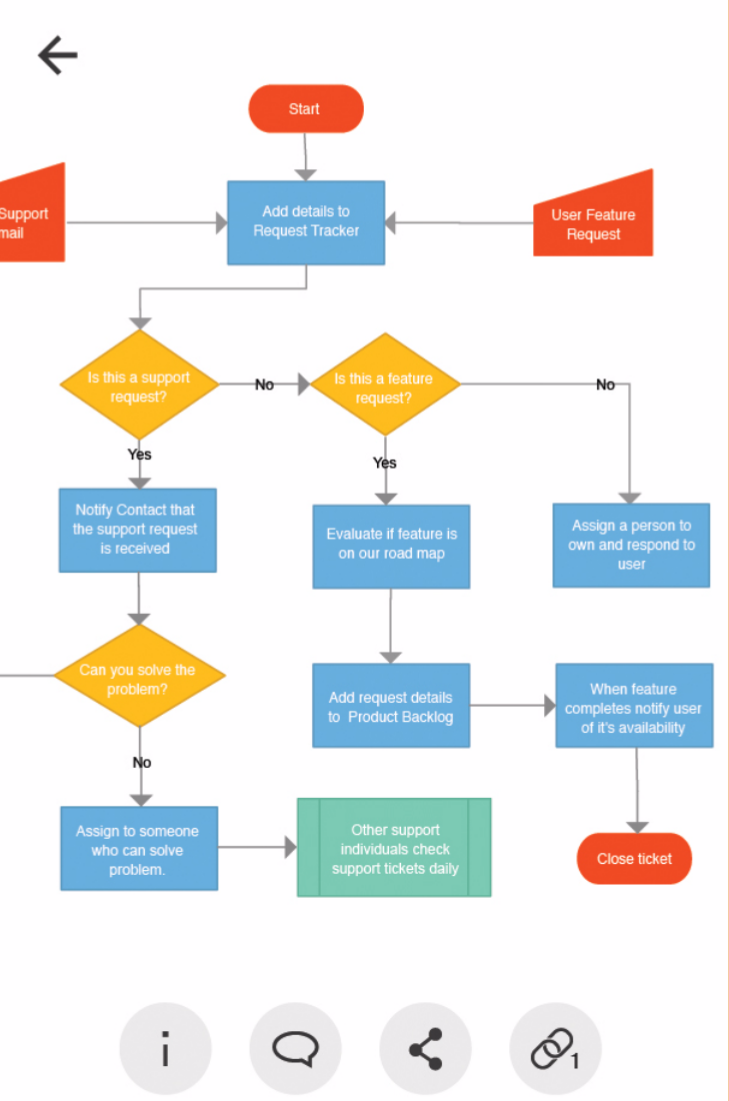 Start
Support
mail
Add details to
Request Tracker
User Feature
Request
Is this a support
request?
No
Is this a feature
request?
No
Yes
Yes
Notify Contact that
the support request
is received
Evaluate if feature is
on our road map
Assign a person to
own and respond to
user
Can you solve the
problem?
Add request details
to Product Backlog
When feature
completes notify user
of it's availability
No
Assign to someone
who can solve
problem.
Other support
individuals check
support tickets daily
Close ticket
i
1